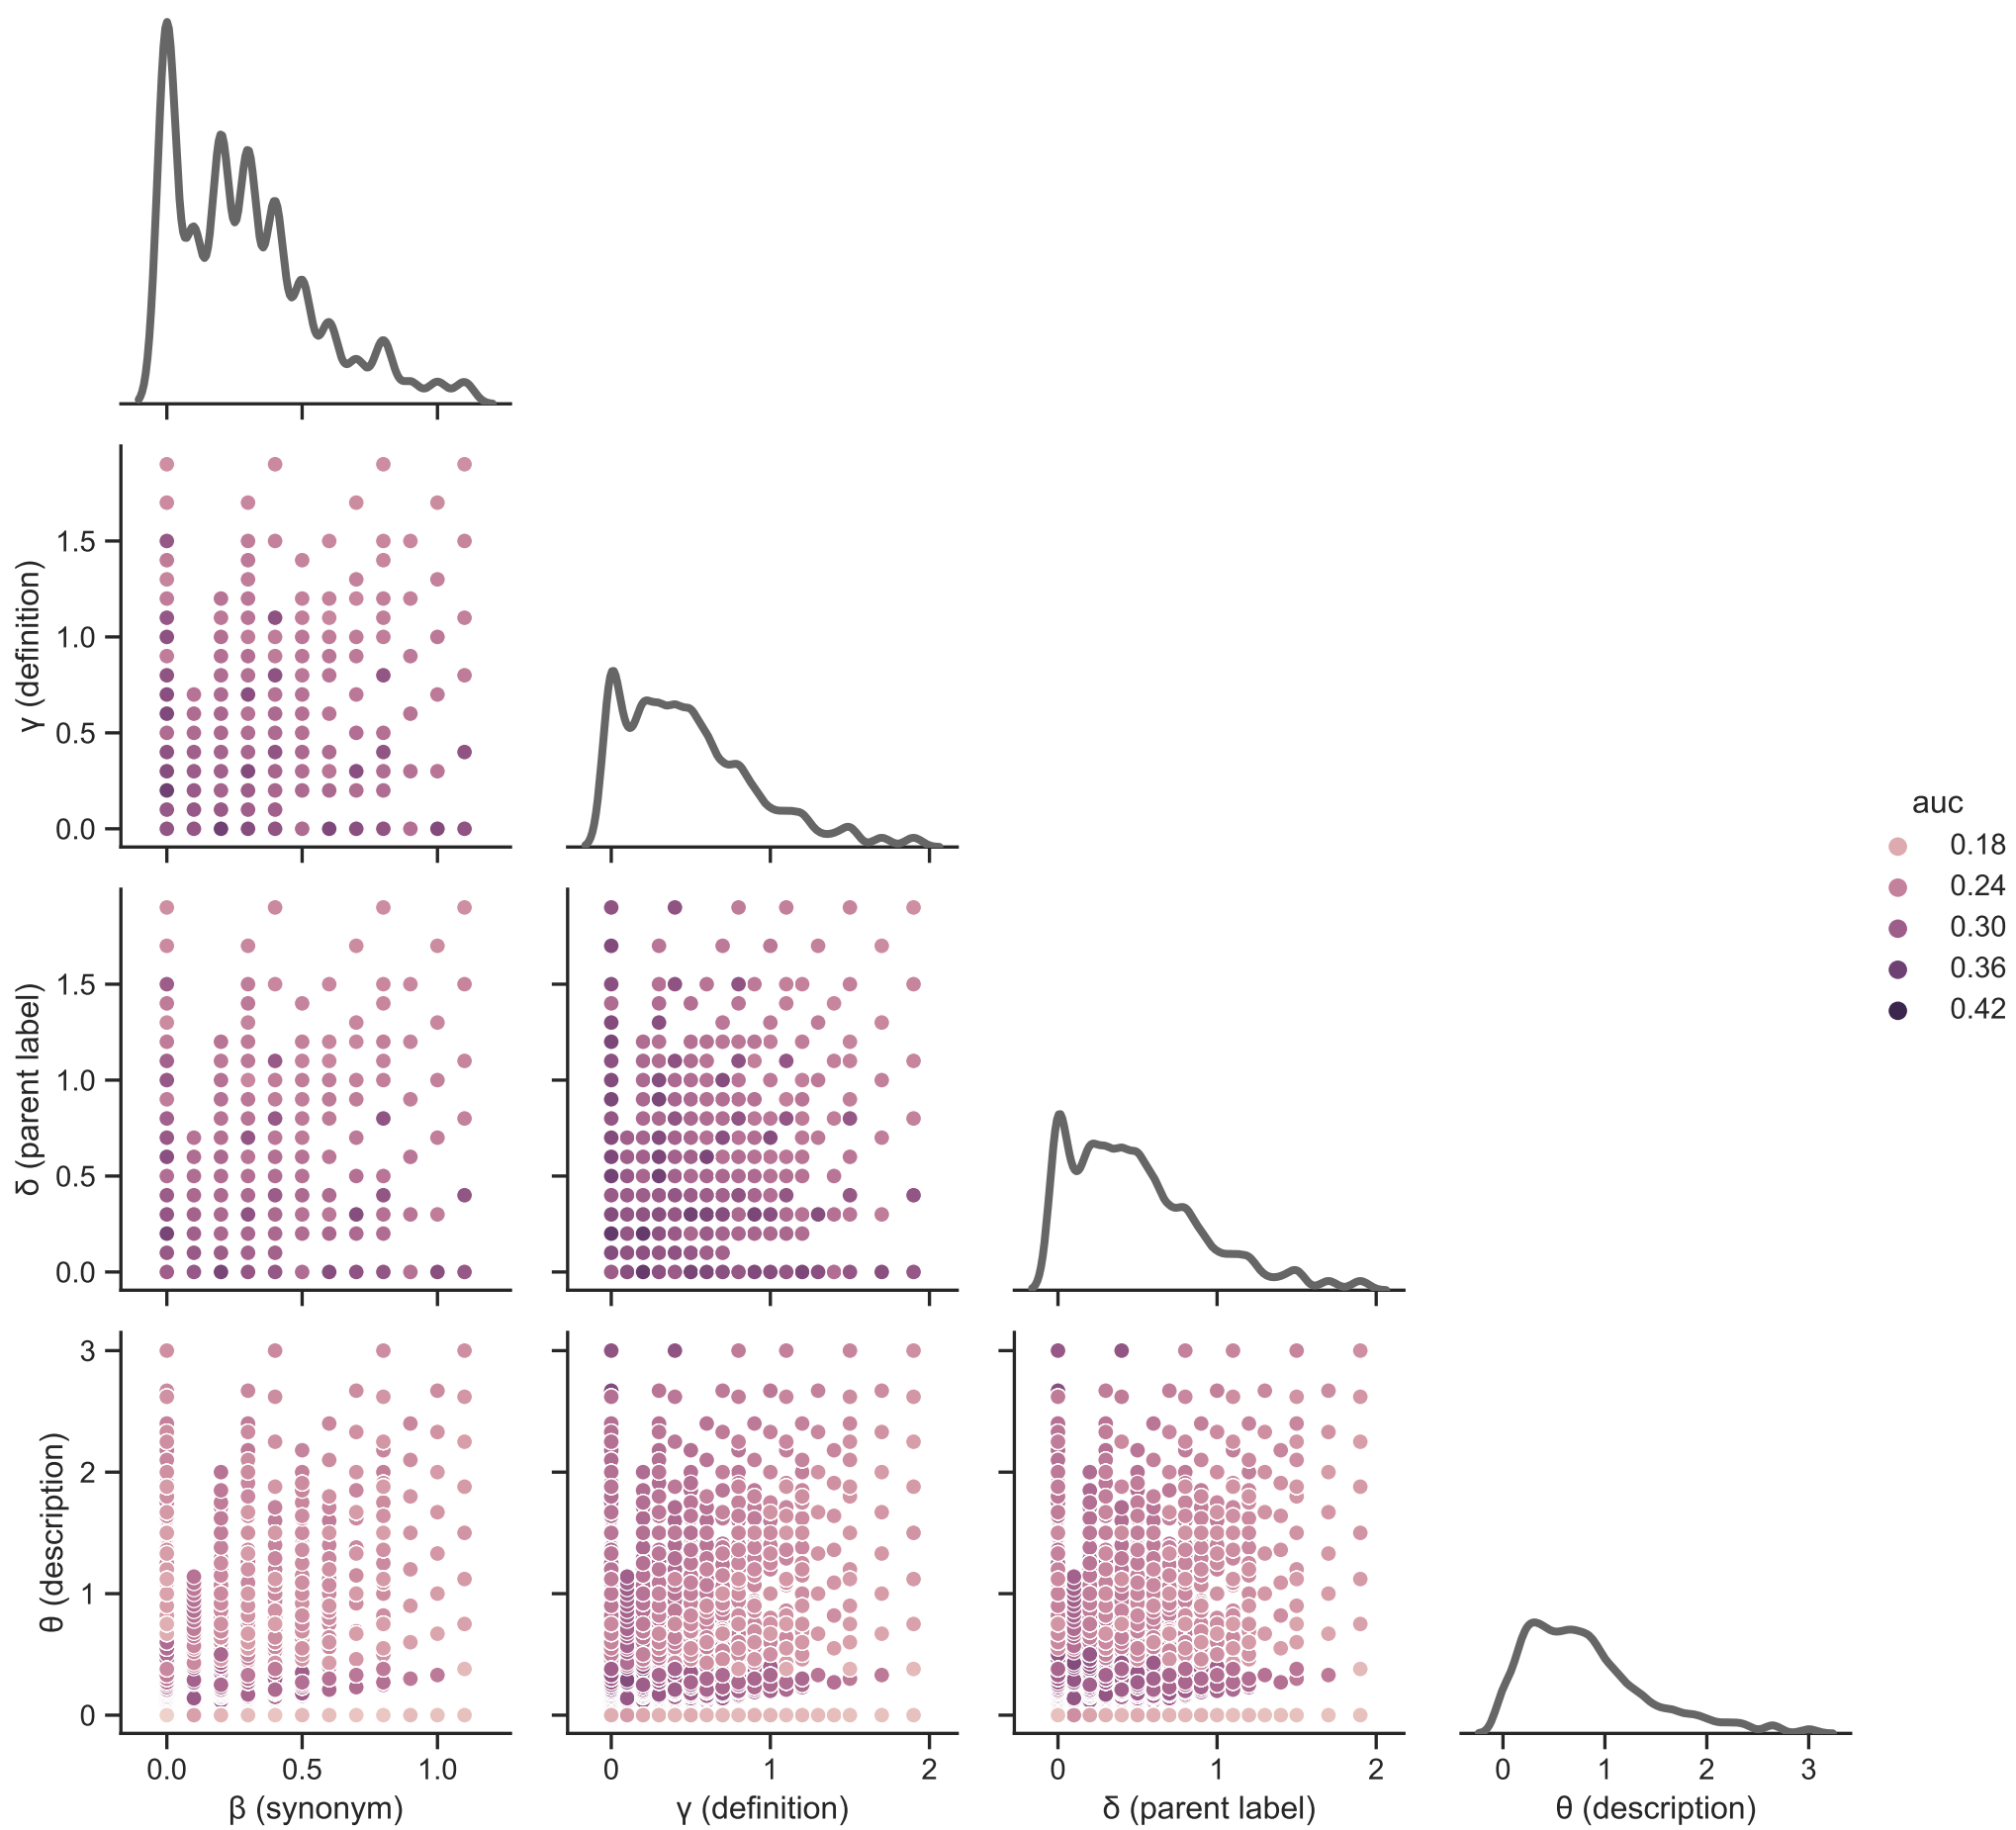 γ (definition)
1.5
1.0
0.5
0.0
δ (parent label)
1.5
1.0
0.5
0.0
θ (description)
3
2
1
0
0.0 0.5 1.0
β (synonym)
0 1 2
γ (definition)
0 1 2
δ (parent label)
0 1 2 3
θ (description)
auc
0.18
0.24
0.30
0.36
0.42